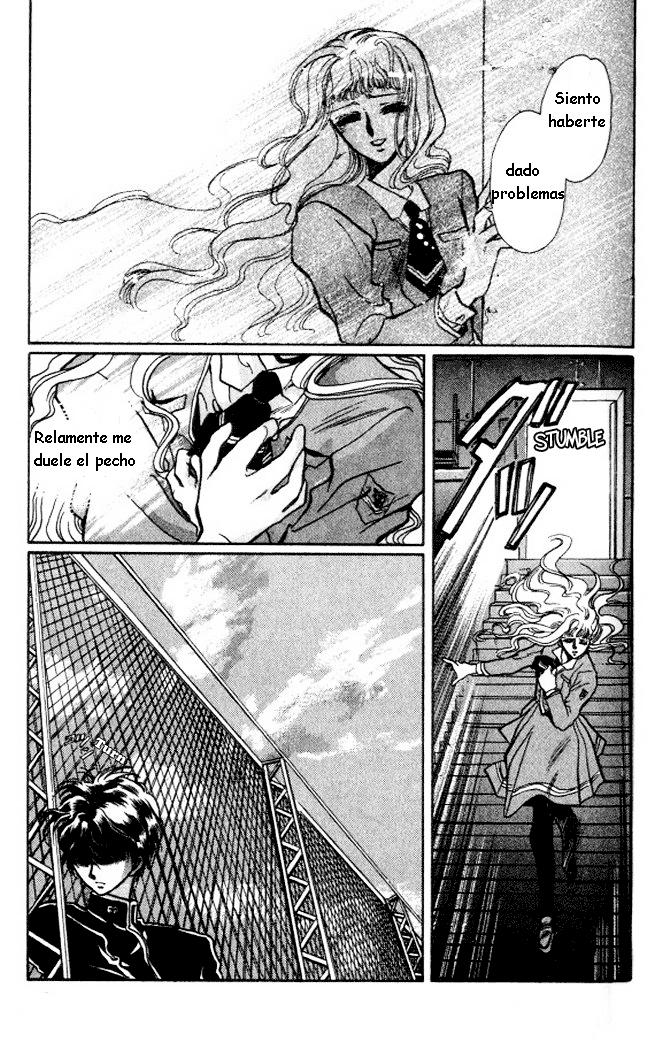 Siento
haberte
dado
problemas
Relamente me
duele el pecho
STUMBLE